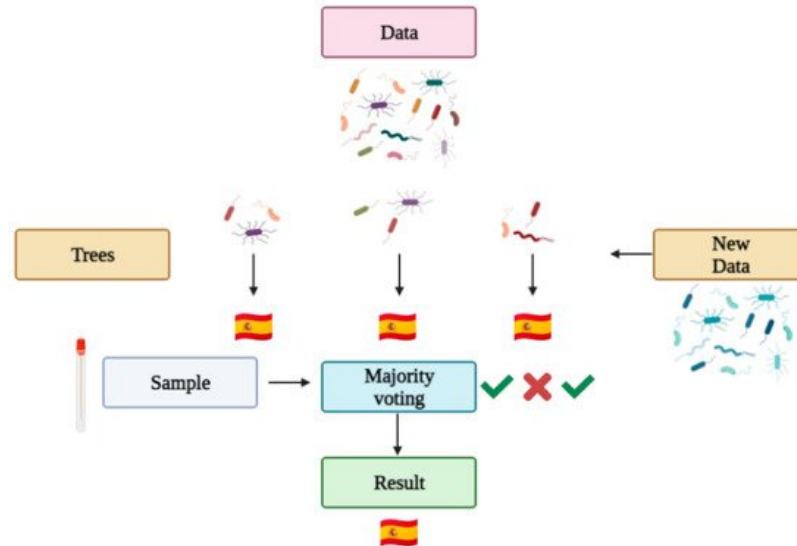 Data
Trees
New
Data
Sample
Majority
voting
Result